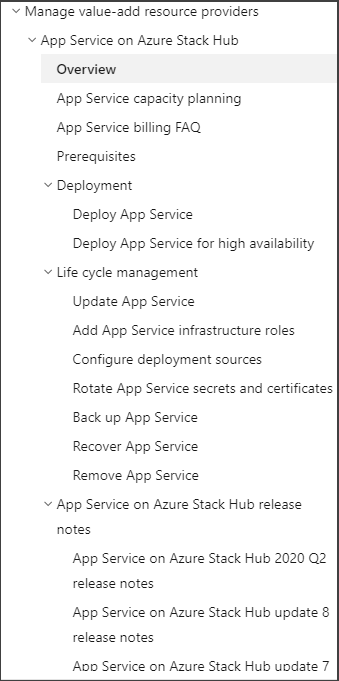 Manage value-add resource providers
App Service on Azure Stack Hub
Overview
App Service capacity planning
App Service billing FAQ
Prerequisites
Deployment
Deploy App Service
Deploy App Service for high availability
Life cycle management
Update App Service
Add App Service infrastructure roles
Configure deployment sources
Rotate App Service secrets and certificates
Back up App Service
Recover App Service
Remove App Service
App Service on Azure Stack Hub release
notes
App Service on Azure Stack Hub 2020 Q2
release notes
App Service on Azure Stack Hub update 8
release notes
App Service on Azure Stack Hub update 7